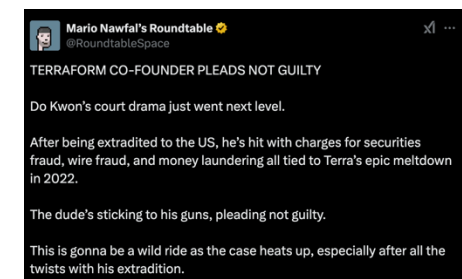 Mario Nawfal's Roundtable
@RoundtableSpace
TERRAFORM CO-FOUNDER PLEADS NOT GUILTY
Do Kwon's court drama just went next level.
After being extradited to the US, he's hit with charges for securities
fraud, wire fraud, and money laundering all tied to Terra's epic meltdown
in 2022.
The dude's sticking to his guns, pleading not guilty.
This is gonna be a wild ride as the case heats up, especially after all the
twists with his extradition.